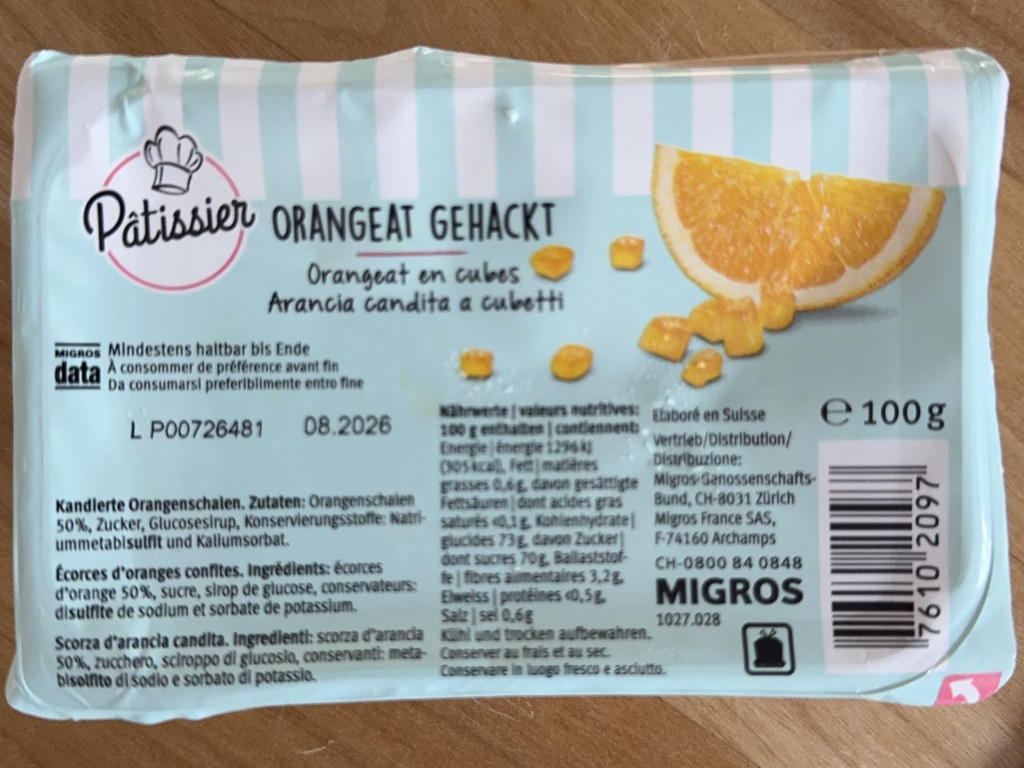 Pâtissier
ORANGEAT GEHACKT
Orangeat en cubes
Arancia candita a cubetti
MIGROS
data
Mindestens haltbar bis Ende
À consommer de préférence avant fin
Da consumarsi preferibilmente entro fine
L P00726481 08.2026
Kandierte Orangenschalen. Zutaten: Orangenschalen
50%, Zucker, Glucosesirup, Konservierungsstoffe: Natri-
ummetabisulfit und Kaliumsorbat.
Écorces d'oranges confites. Ingrédients: écorces
d'orange 50%, sucre, sirop de glucose, conservateurs:
disulfite de sodium et sorbate de potassium.
Scorza d'arancia candita. Ingredienti: scorza d'arancia
50%, zucchero, sciroppo di glucosio, conservanti: meta-
bisolfito di sodio e sorbato di potassio.
Nährwerte | valeurs nutritives:
100 g enthalten | contiennent:
Energie | énergie 1296 kJ
(305 kcal), Fett | matières
grasses 0,6g, davon gesättigte
Fettsäuren | dont acides gras
saturés <0,1 g, Kohlenhydrate |
glucides 73g, davon Zucker |
dont sucres 70g, Ballaststof-
fe | fibres alimentaires 3,2g,
Eiweiss | protéines <0,5g,
Salz | sel 0,6g
Kühl und trocken aufbewahren.
Conserver au frais et au sec.
Conservare in luogo fresco e asciutto.
Elaboré en Suisse
Vertrieb/Distribution/
Distribuzione:
Migros-Genossenschafts-
Bund, CH-8031 Zürich
Migros France SAS,
F-74160 Archamps
CH-0800 84 0848
MIGROS
1027.028
℮ 100g
7610 2097